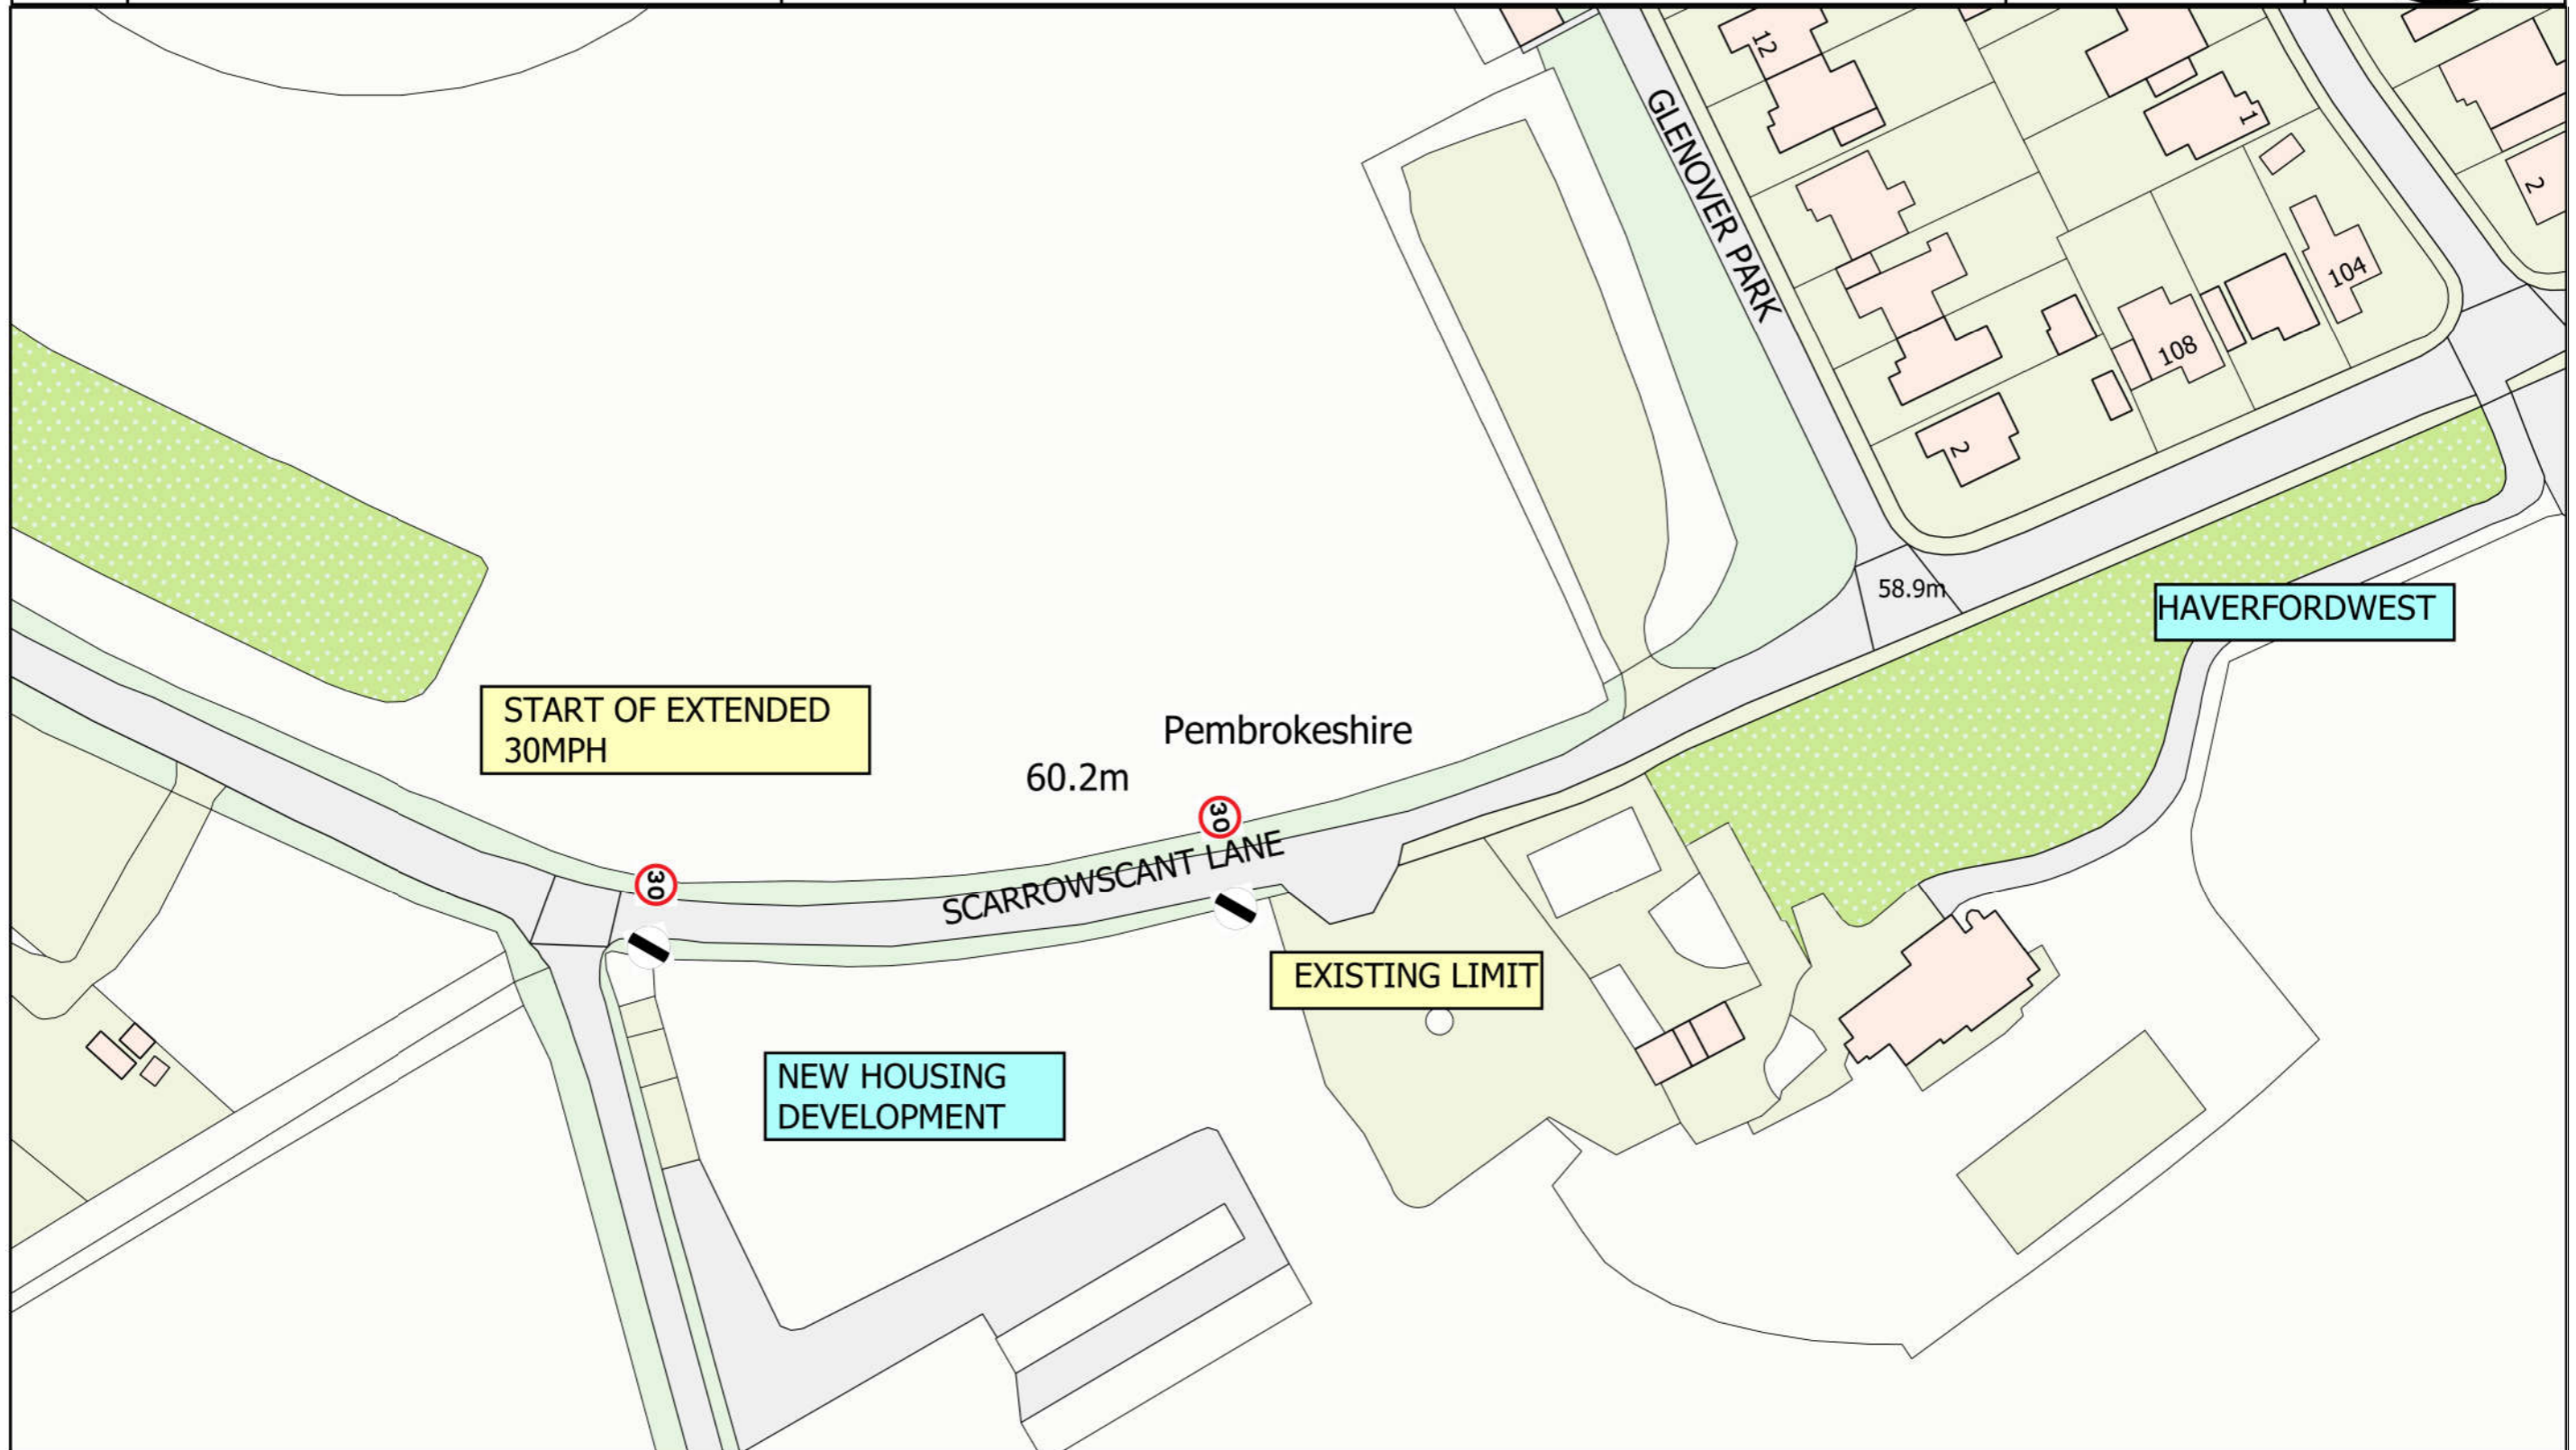 12
GLENOVER PARK
1
2
104
108
2
58.9m
HAVERFORDWEST
START OF EXTENDED
30MPH
Pembrokeshire
60.2m
30
30
SCARROWSCANT LANE
EXISTING LIMIT
NEW HOUSING
DEVELOPMENT